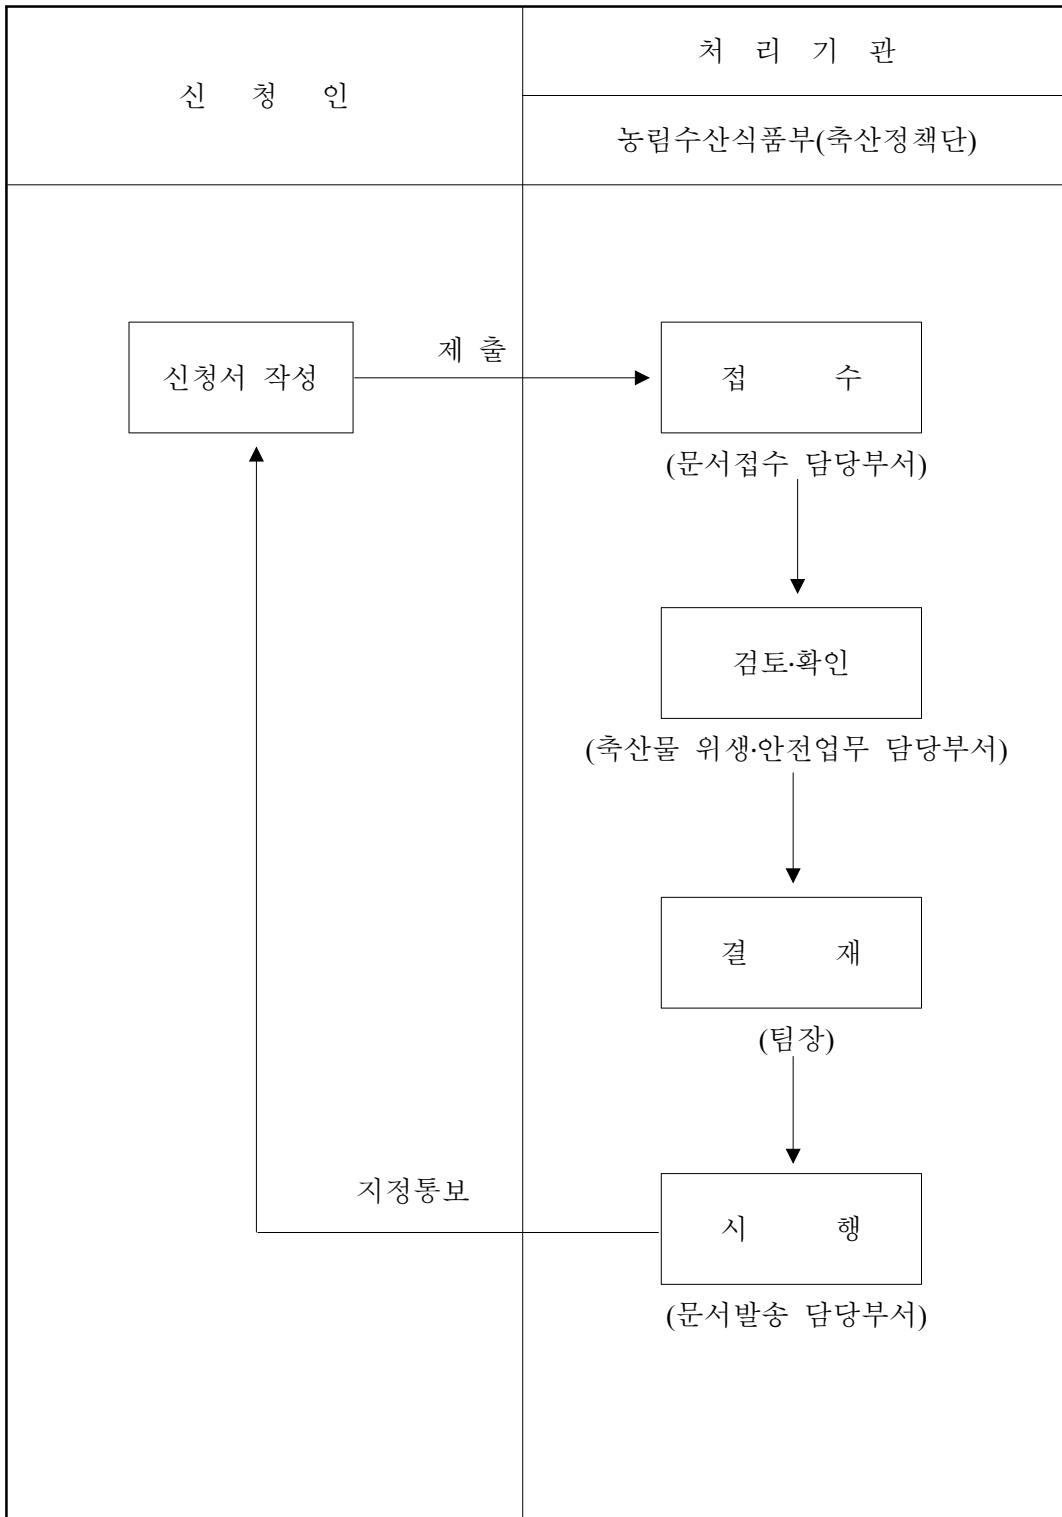 신 청 인
처 리 기 관
농림수산식품부(축산정책단)
신청서 작성
제 출
접 수
(문서접수 담당부서)
검토·확인
(축산물 위생·안전업무 담당부서)
결 재
(팀장)
지정통보
시 행
(문서발송 담당부서)